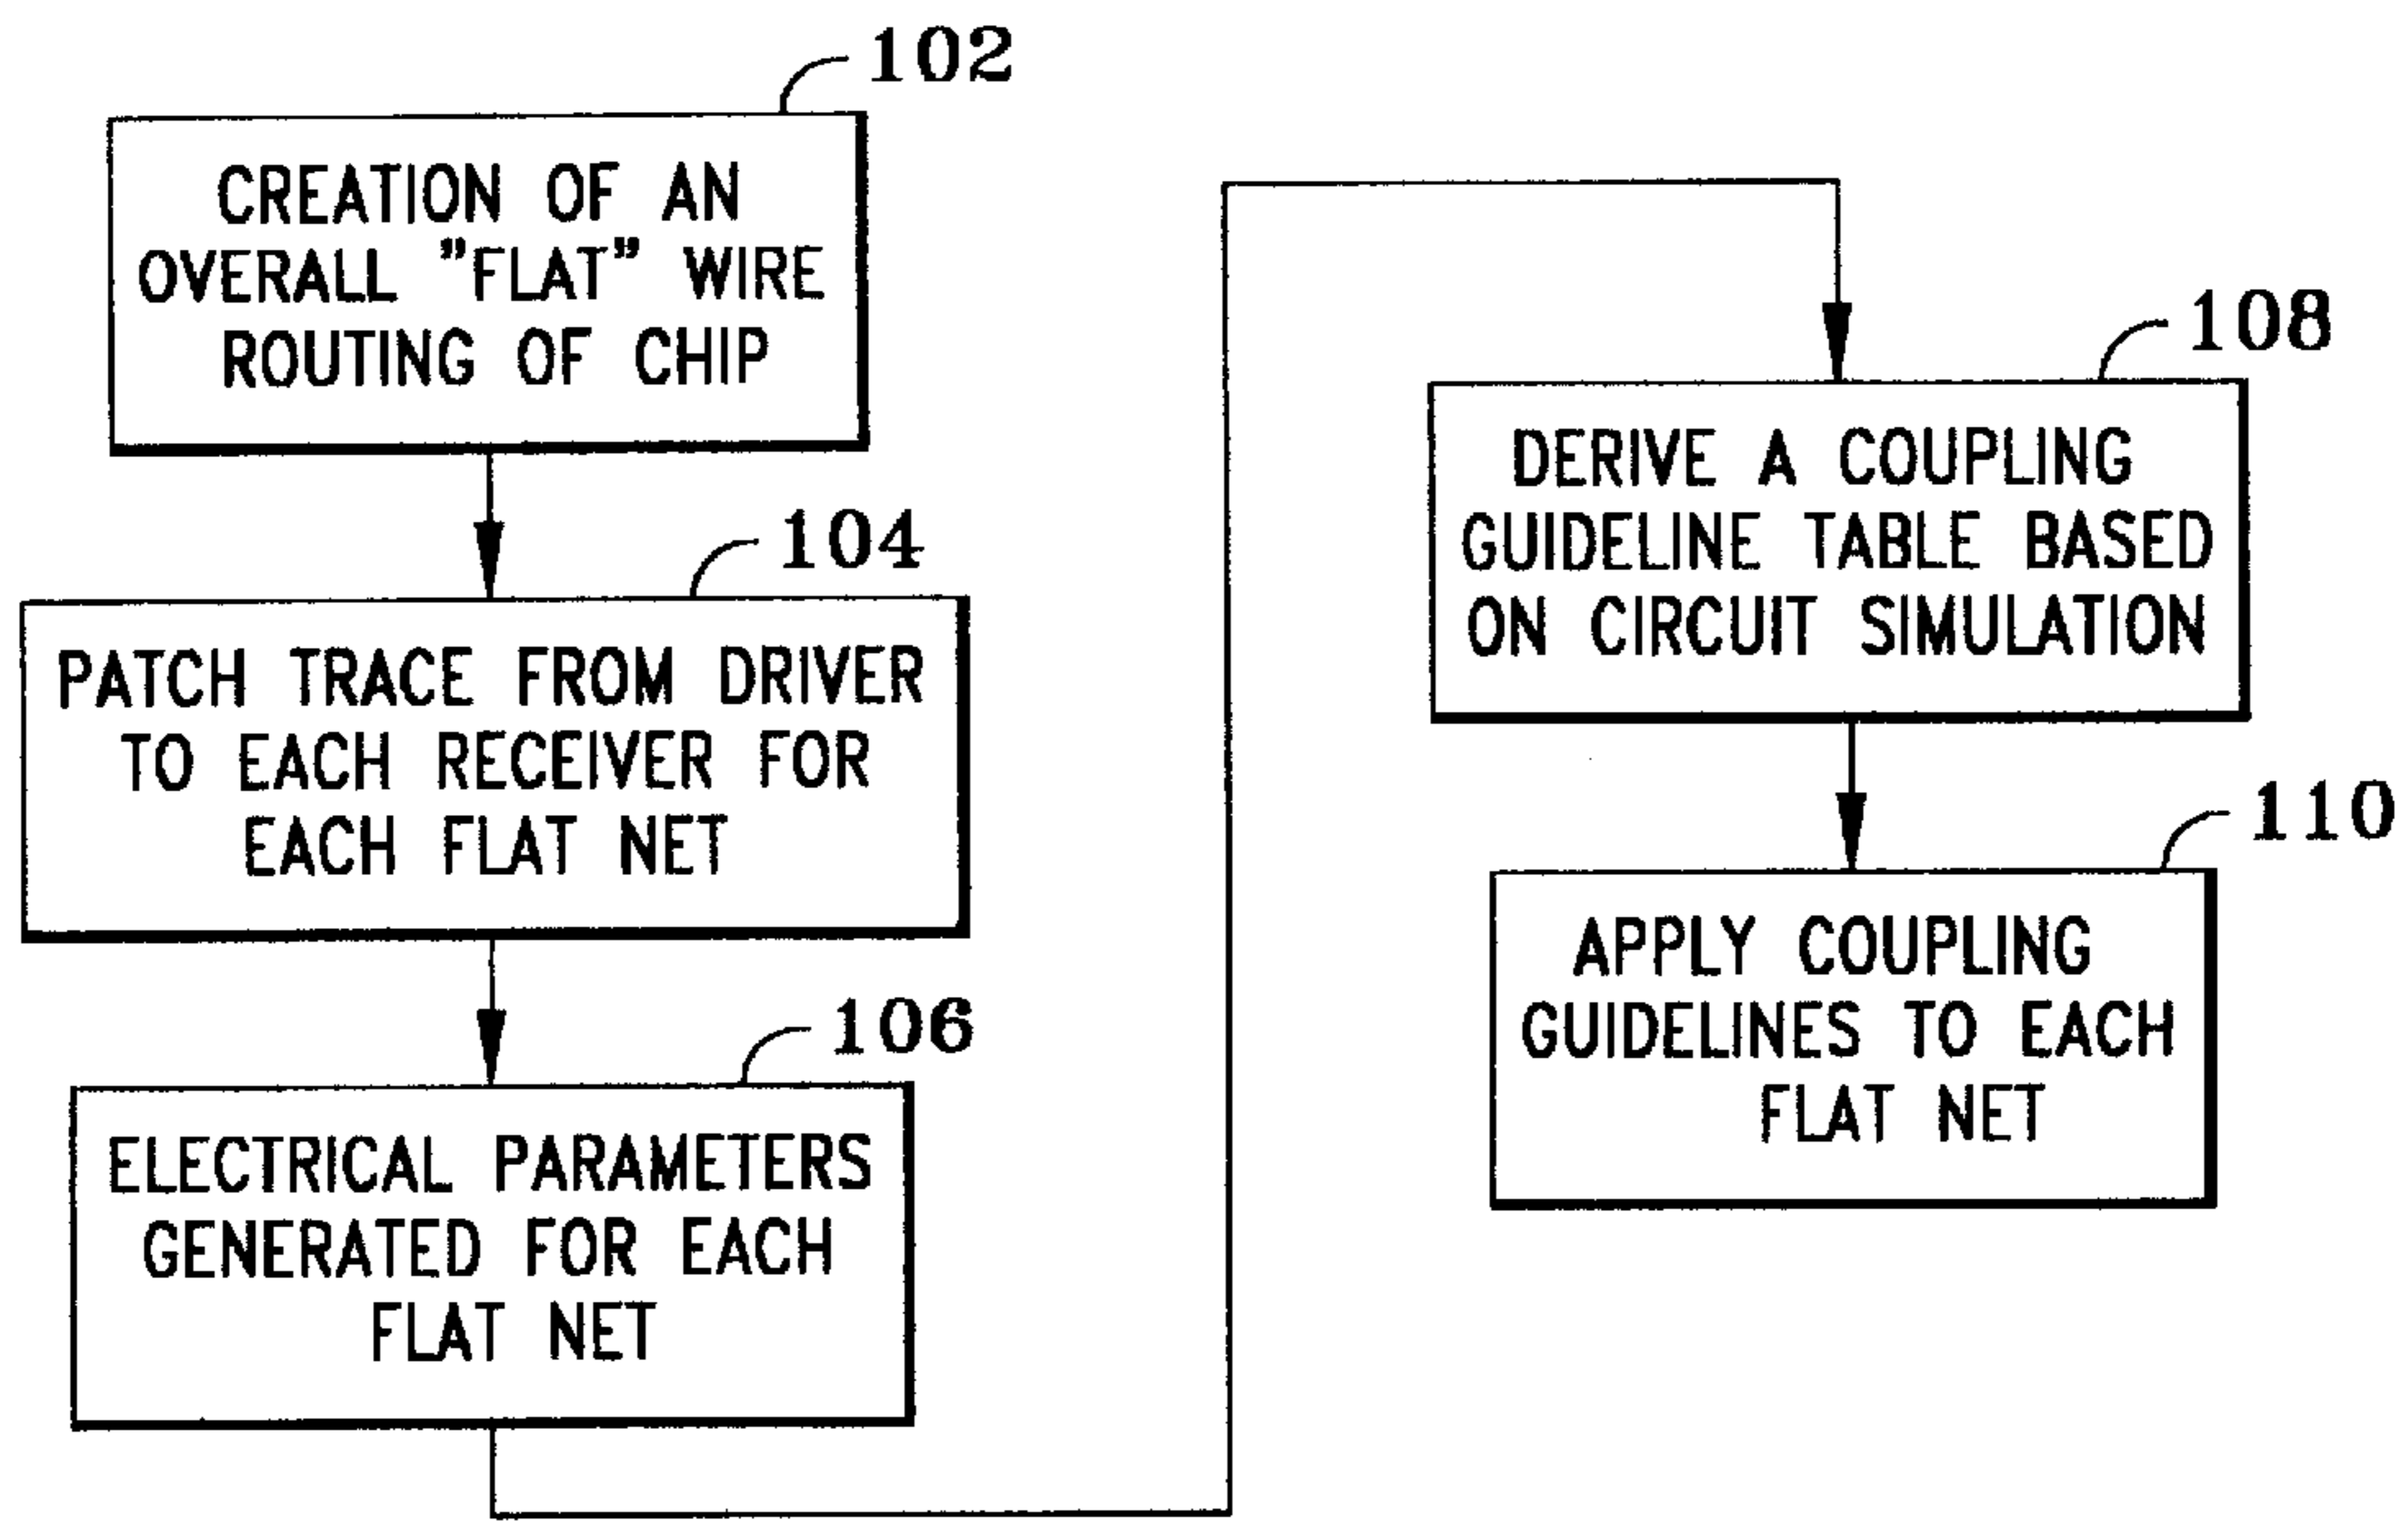 102
CREATION OF AN
OVERALL "FLAT" WIRE
ROUTING OF CHIP
104
PATCH TRACE FROM DRIVER
TO EACH RECEIVER FOR
EACH FLAT NET
106
ELECTRICAL PARAMETERS
GENERATED FOR EACH
FLAT NET
108
DERIVE A COUPLING
GUIDELINE TABLE BASED
ON CIRCUIT SIMULATION
110
APPLY COUPLING
GUIDELINES TO EACH
FLAT NET